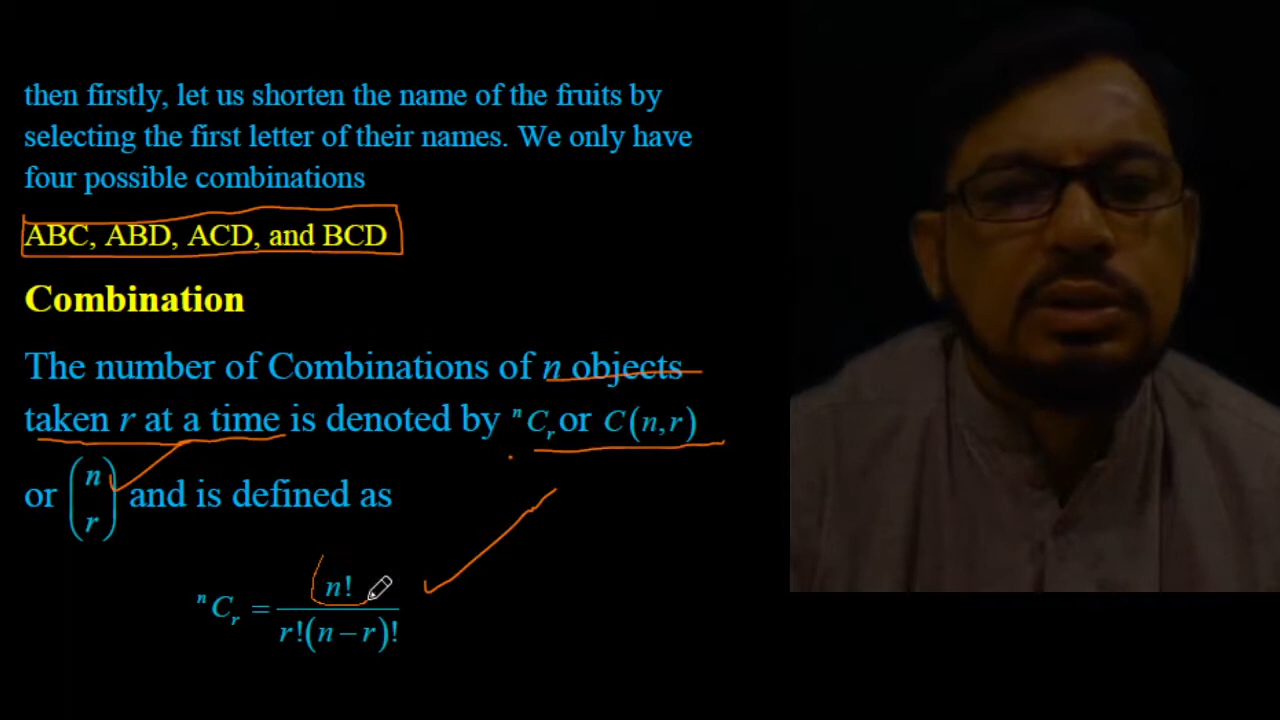 then firstly, let us shorten the name of the fruits by
selecting the first letter of their names. We only have
four possible combinations
ABC, ABD, ACD, and BCD
Combination
The number of Combinations of n objects
taken r at a time is denoted by ⁿCᵣ or C(n,r)
or (n r) and is defined as
ⁿCᵣ = n! / r!(n−r)!